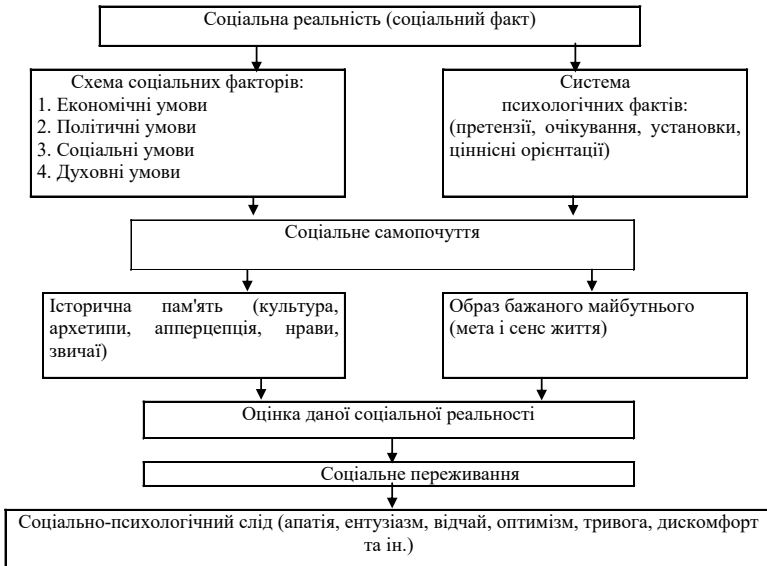 Соціальна реальність (соціальний факт)
Схема соціальних факторів:
1. Економічні умови
2. Політичні умови
3. Соціальні умови
4. Духовні умови
Система
психологічних фактів:
(претензії, очікування, установки,
ціннісні орієнтації)
Соціальне самопочуття
Історична пам'ять (культура,
архетипи, апперцепція, нрави,
звичаї)
Образ бажаного майбутнього
(мета і сенс життя)
Оцінка даної соціальної реальності
Соціальне переживання
Соціально-психологічний слід (апатія, ентузіазм, відчай, оптимізм, тривога, дискомфорт
та ін.)